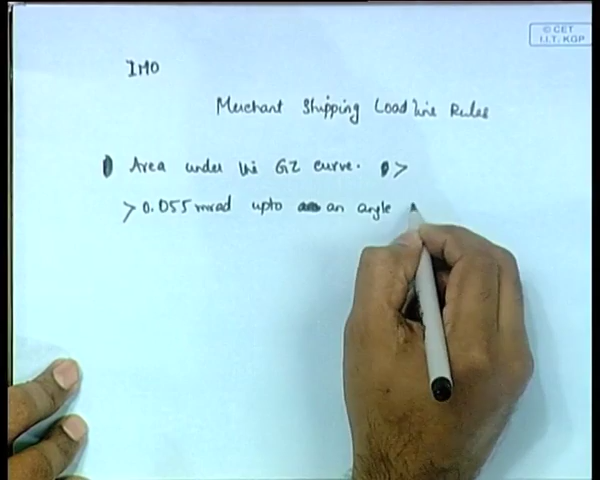 © CET
I.I.T. KGP
IMO
Merchant Shipping Load line Rules
Area under the GZ curve. >
> 0.055 mrad upto an angle